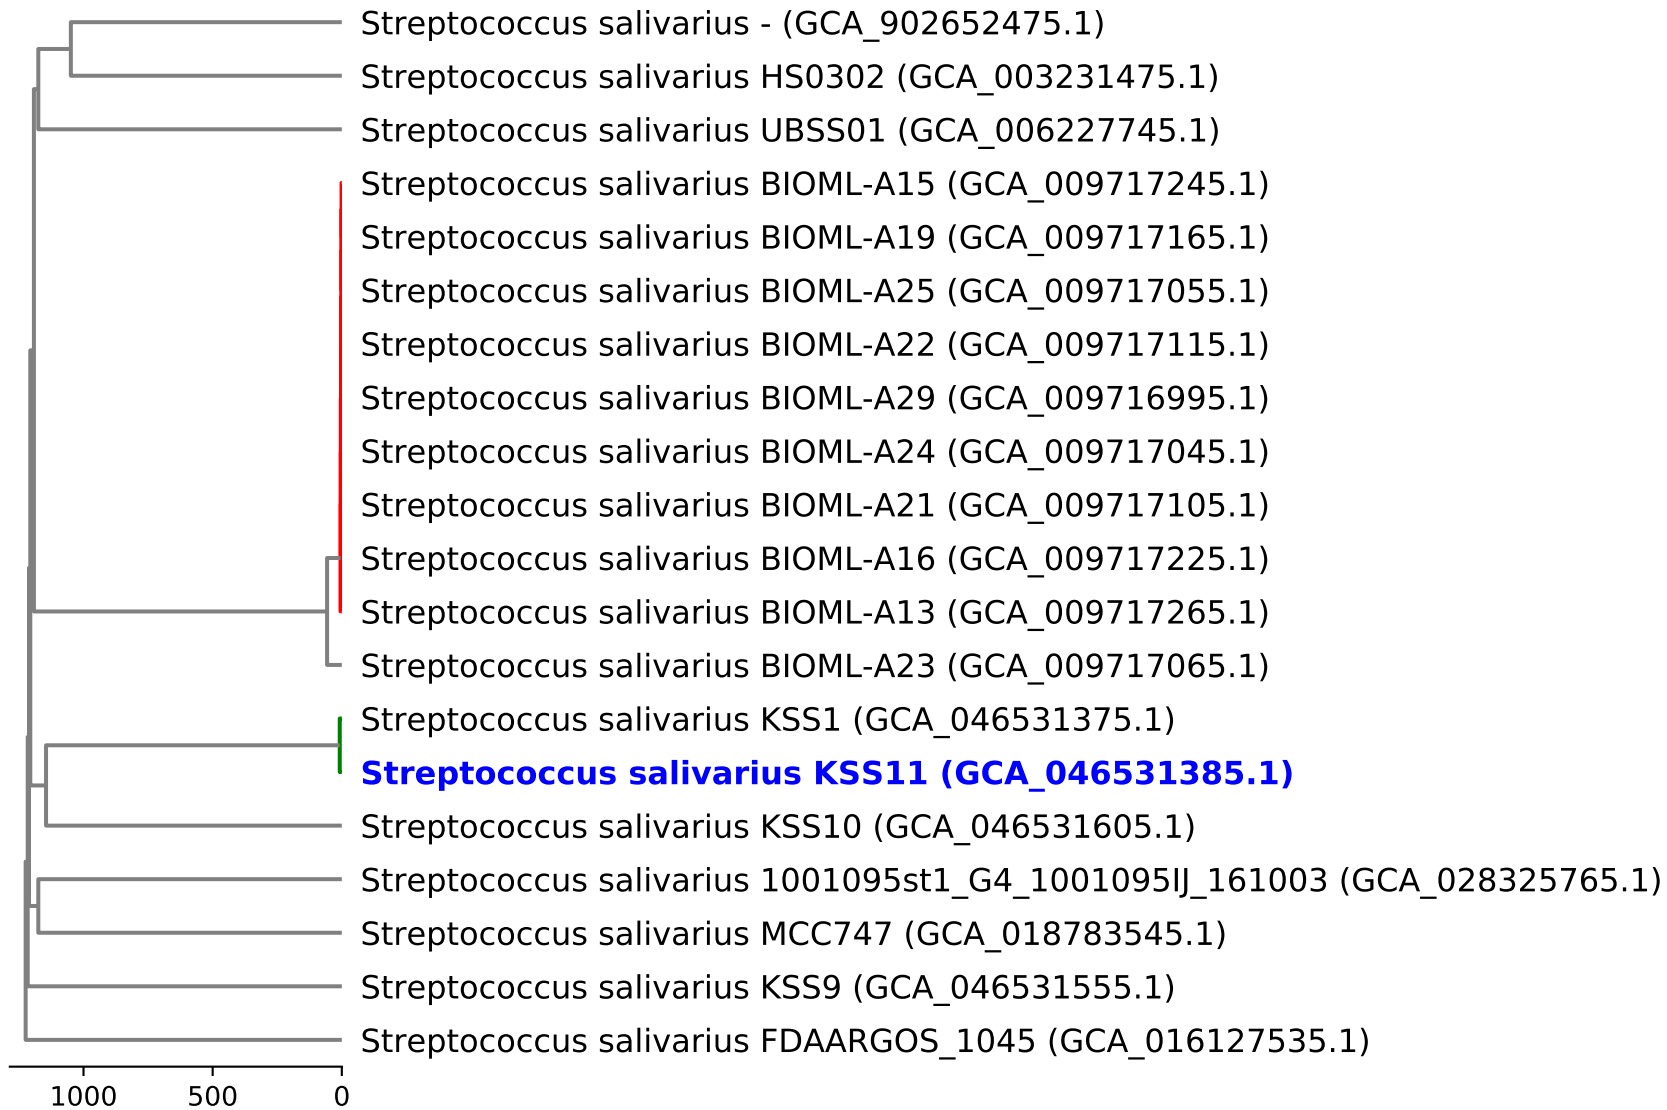 Streptococcus salivarius - (GCA_902652475.1)
Streptococcus salivarius HS0302 (GCA_003231475.1)
Streptococcus salivarius UBSS01 (GCA_006227745.1)
Streptococcus salivarius BIOML-A15 (GCA_009717245.1)
Streptococcus salivarius BIOML-A19 (GCA_009717165.1)
Streptococcus salivarius BIOML-A25 (GCA_009717055.1)
Streptococcus salivarius BIOML-A22 (GCA_009717115.1)
Streptococcus salivarius BIOML-A29 (GCA_009716995.1)
Streptococcus salivarius BIOML-A24 (GCA_009717045.1)
Streptococcus salivarius BIOML-A21 (GCA_009717105.1)
Streptococcus salivarius BIOML-A16 (GCA_009717225.1)
Streptococcus salivarius BIOML-A13 (GCA_009717265.1)
Streptococcus salivarius BIOML-A23 (GCA_009717065.1)
Streptococcus salivarius KSS1 (GCA_046531375.1)
Streptococcus salivarius KSS11 (GCA_046531385.1)
Streptococcus salivarius KSS10 (GCA_046531605.1)
Streptococcus salivarius 1001095st1_G4_1001095IJ_161003 (GCA_028325765.1)
Streptococcus salivarius MCC747 (GCA_018783545.1)
Streptococcus salivarius KSS9 (GCA_046531555.1)
Streptococcus salivarius FDAARGOS_1045 (GCA_016127535.1)
1000 500 0